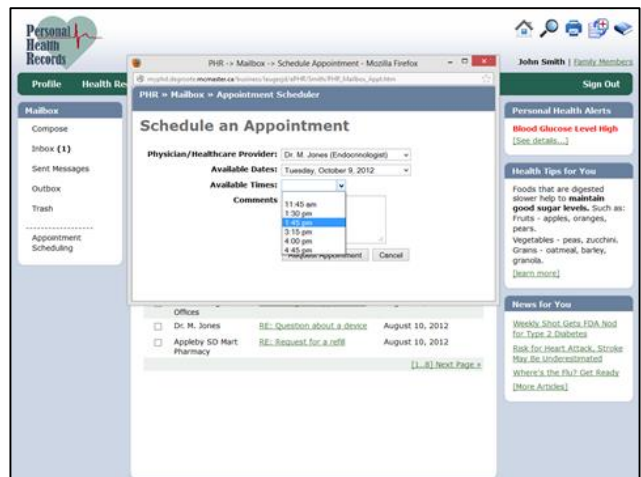 Personal
Health
Records
John Smith | Family Members
Profile Health Re
Sign Out
PHR -> Mailbox -> Schedule Appointment - Mozilla Firefox
PHR » Mailbox » Appointment Scheduler
Schedule an Appointment
Physician/Healthcare Provider: Dr. M. Jones (Endocrinologist)
Available Dates: Tuesday, October 9, 2012
Available Times:
11:45 am
1:30 pm
1:45 pm
3:15 pm
4:00 pm
4:45 pm
Comments
Request Appointment Cancel
Mailbox
Compose
Inbox (1)
Sent Messages
Outbox
Trash
Appointment
Scheduling
Offices
Dr. M. Jones RE: Question about a device August 10, 2012
Appleby SD Mart RE: Request for a refill August 10, 2012
Pharmacy
[1..8] Next Page »
Personal Health Alerts
Blood Glucose Level High
[See details...]
Health Tips for You
Foods that are digested
slower help to maintain
good sugar levels. Such as:
Fruits - apples, oranges,
pears.
Vegetables - peas, zucchini.
Grains - oatmeal, barley,
granola.
[learn more]
News for You
Weekly Shot Gets FDA Nod
for Type 2 Diabetes
Risk for Heart Attack, Stroke
May Be Underestimated
Where's the Flu? Get Ready
[More Articles]